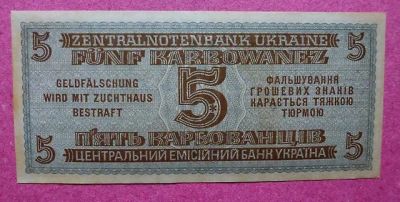 5 ZENTRALNOTENBANK UKRAINE 5
FÜNF KARBOWANEZ
GELDFÄLSCHUNG
WIRD MIT ZUCHTHAUS
BESTRAFT
5
ФАЛЬШУВАННЯ
ГРОШЕВИХ ЗНАКІВ
КАРАЄТЬСЯ ТЯЖКОЮ
ТЮРМОЮ
П'ЯТЬ КАРБОВАНЦІВ
5 ЦЕНТРАЛЬНИЙ ЕМІСІЙНИЙ БАНК УКРАЇНА 5